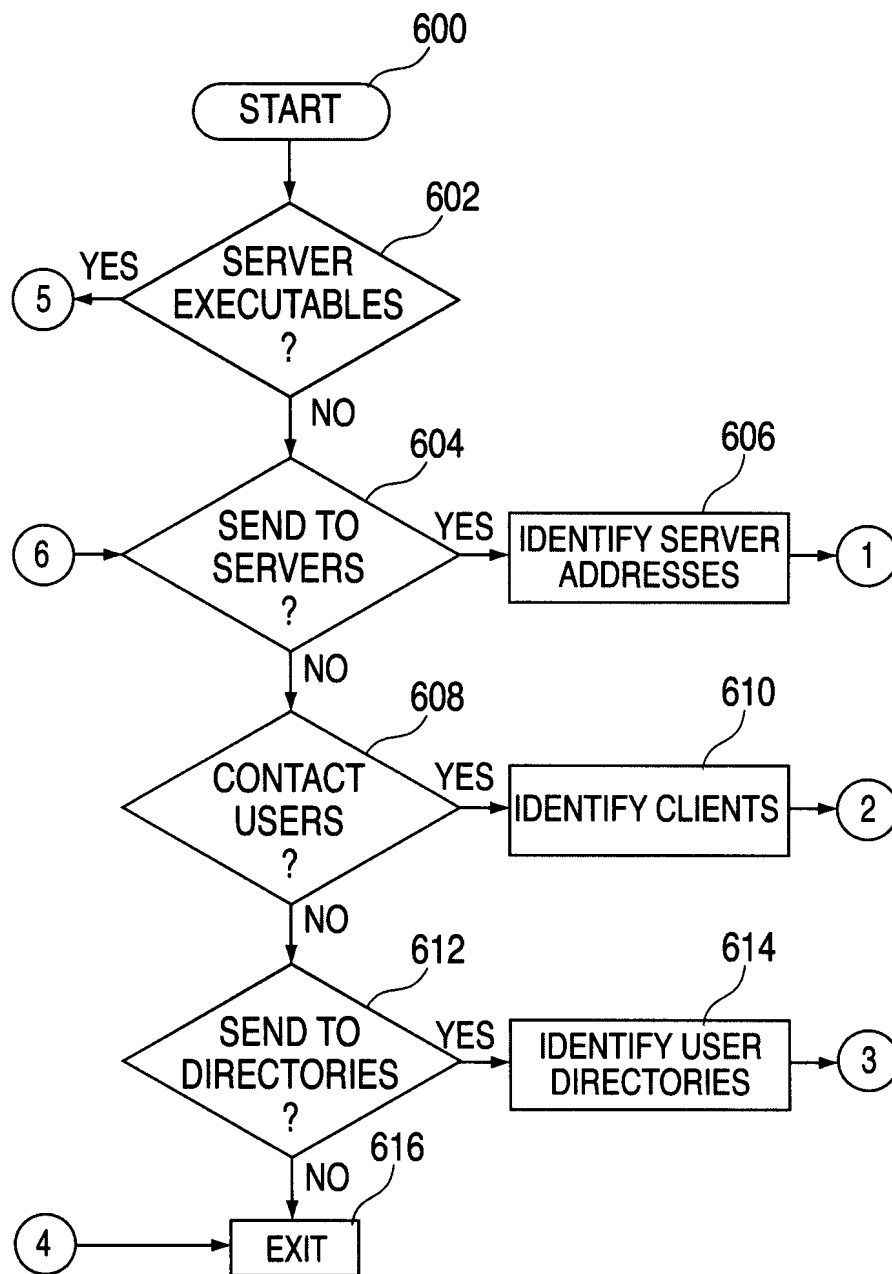 600
START
602
YES
SERVER
EXECUTABLES
?
5
NO
604
606
SEND TO
SERVERS
?
YES
IDENTIFY SERVER
ADDRESSES
6
1
NO
608
610
CONTACT
USERS
?
YES
IDENTIFY CLIENTS
2
NO
612
614
SEND TO
DIRECTORIES
?
YES
IDENTIFY USER
DIRECTORIES
3
NO
616
4
EXIT